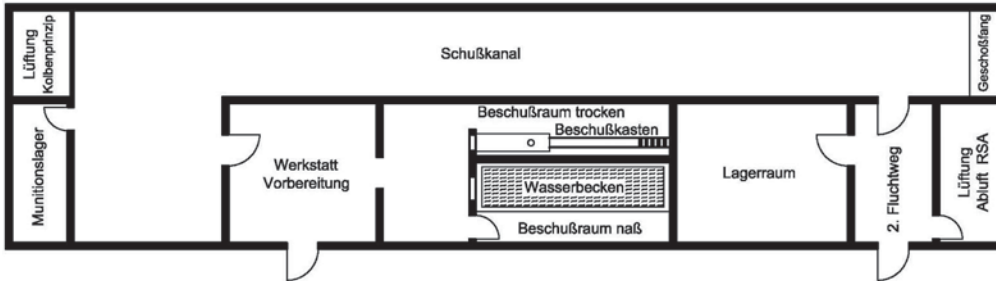 Lüftung
Kolbenprinzip
Schußkanal
Geschoßfang
Munitionslager
Werkstatt
Vorbereitung
Beschußraum trocken
Beschußkasten
Wasserbecken
Beschußraum naß
Lagerraum
2. Fluchtweg
Lüftung
Abluft RSA